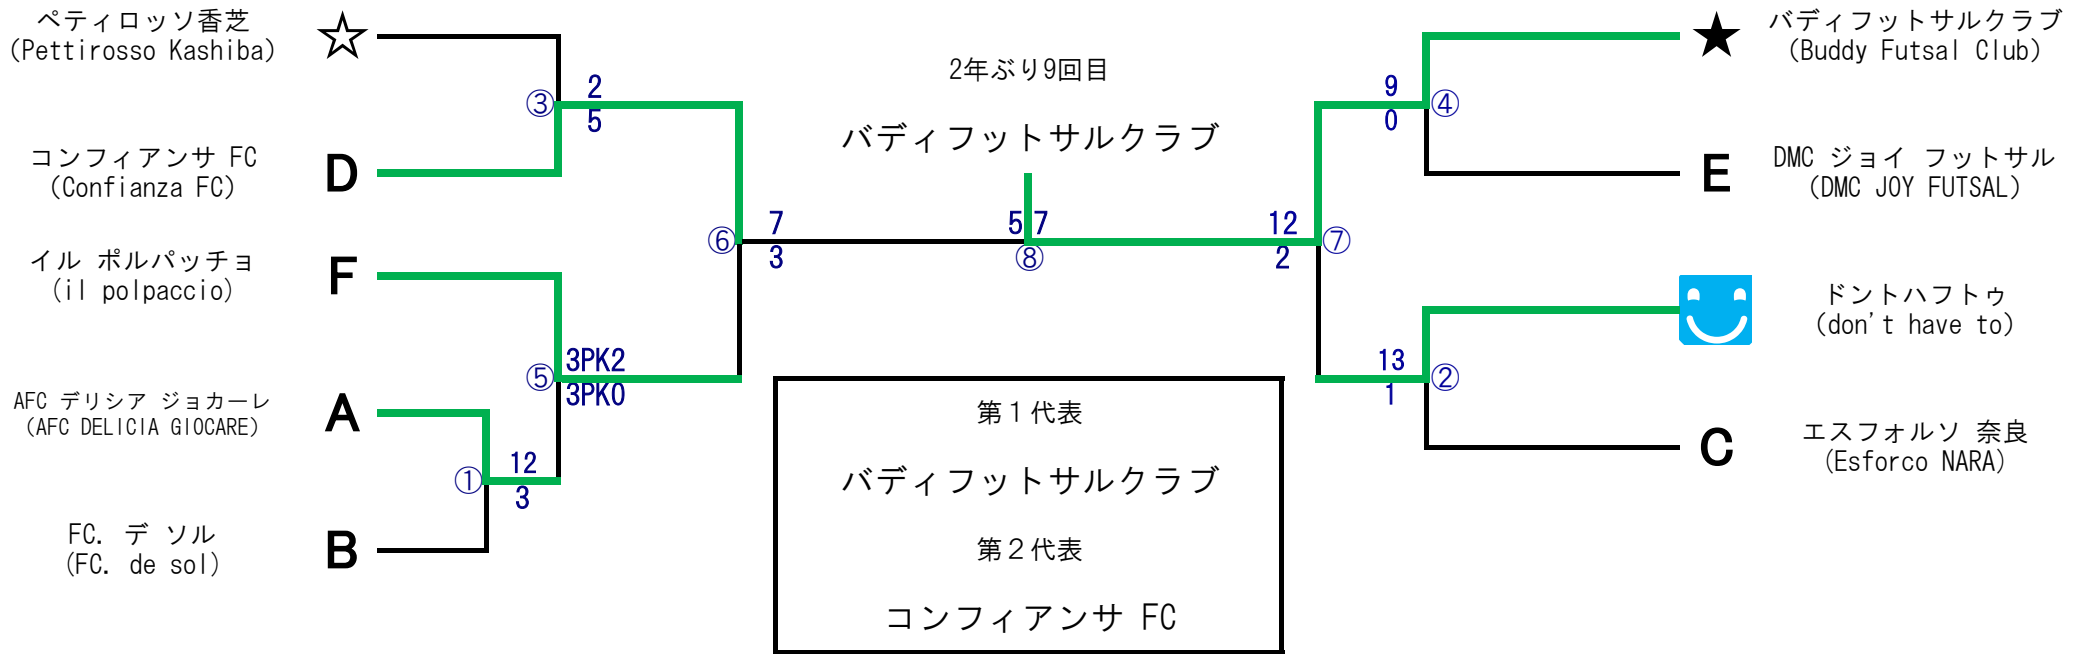 ペティロッソ香芝
(Pettirosso Kashiba)
☆
コンフィアンサ FC
(Confianza FC)
D
イル ポルパッチョ
(il polpaccio)
F
AFC デリシア ジョカーレ
(AFC DELICIA GIOCARE)
A
FC. デ ソル
(FC. de sol)
B
③
2
5
⑤
3PK2
3PK0
①
12
3
⑥
7
3
2年ぶり9回目
バディフットサルクラブ
5 7
⑧
第１代表
バディフットサルクラブ
第２代表
コンフィアンサ FC
12
2
⑦
9
0
④
13
1
②
★
バディフットサルクラブ
(Buddy Futsal Club)
E
DMC ジョイ フットサル
(DMC JOY FUTSAL)
ドントハフトゥ
(don't have to)
C
エスフォルソ 奈良
(Esforco NARA)